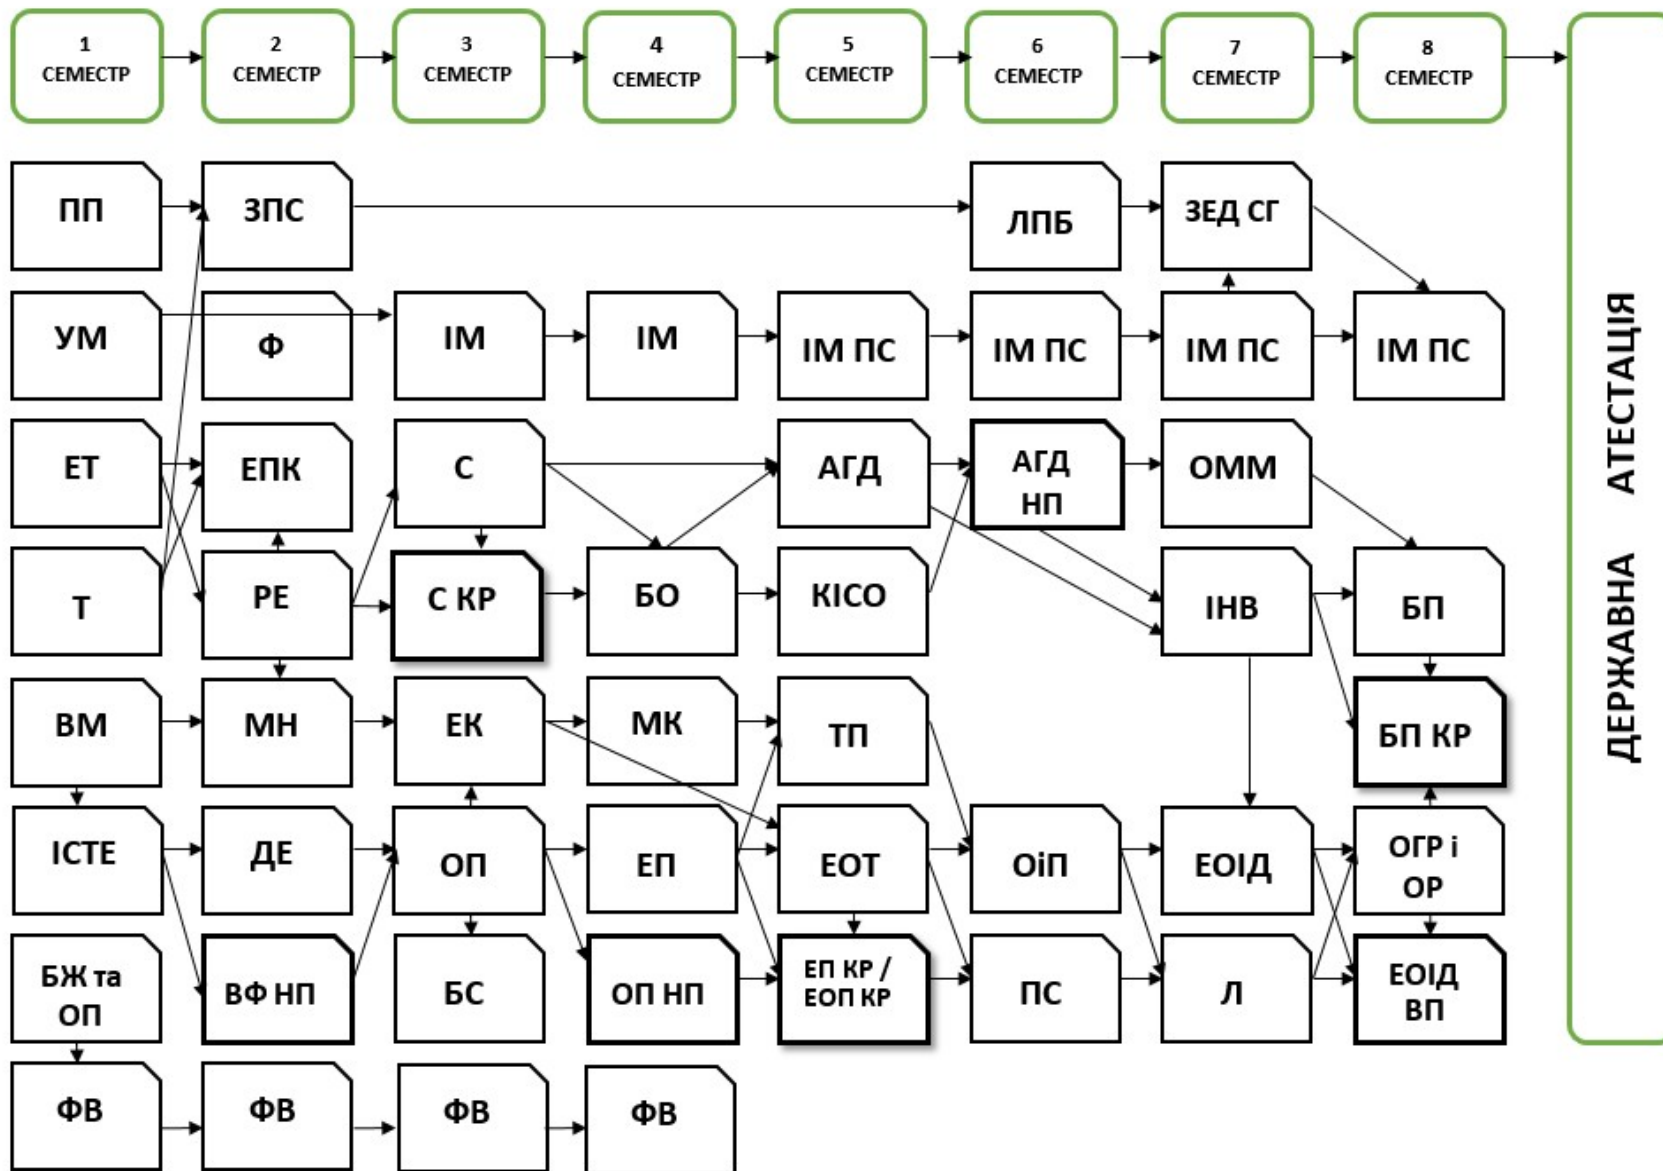 1
СЕМЕСТР
2
СЕМЕСТР
3
СЕМЕСТР
4
СЕМЕСТР
5
СЕМЕСТР
6
СЕМЕСТР
7
СЕМЕСТР
8
СЕМЕСТР
ДЕРЖАВНА АТЕСТАЦІЯ
ПП
ЗПС
ЛПБ
ЗЕД СГ
УМ
Ф
ІМ
ІМ
ІМ ПС
ІМ ПС
ІМ ПС
ІМ ПС
ЕТ
ЕПК
С
АГД
АГД
НП
ОММ
Т
РЕ
С КР
БО
КІСО
ІНВ
БП
ВМ
МН
ЕК
МК
ТП
БП КР
ІСТЕ
ДЕ
ОП
ЕП
ЕОТ
ОіП
ЕОІД
ОГР і
ОР
БЖ та
ОП
ВФ НП
БС
ОП НП
ЕП КР /
ЕОП КР
ПС
Л
ЕОІД
ВП
ФВ
ФВ
ФВ
ФВ